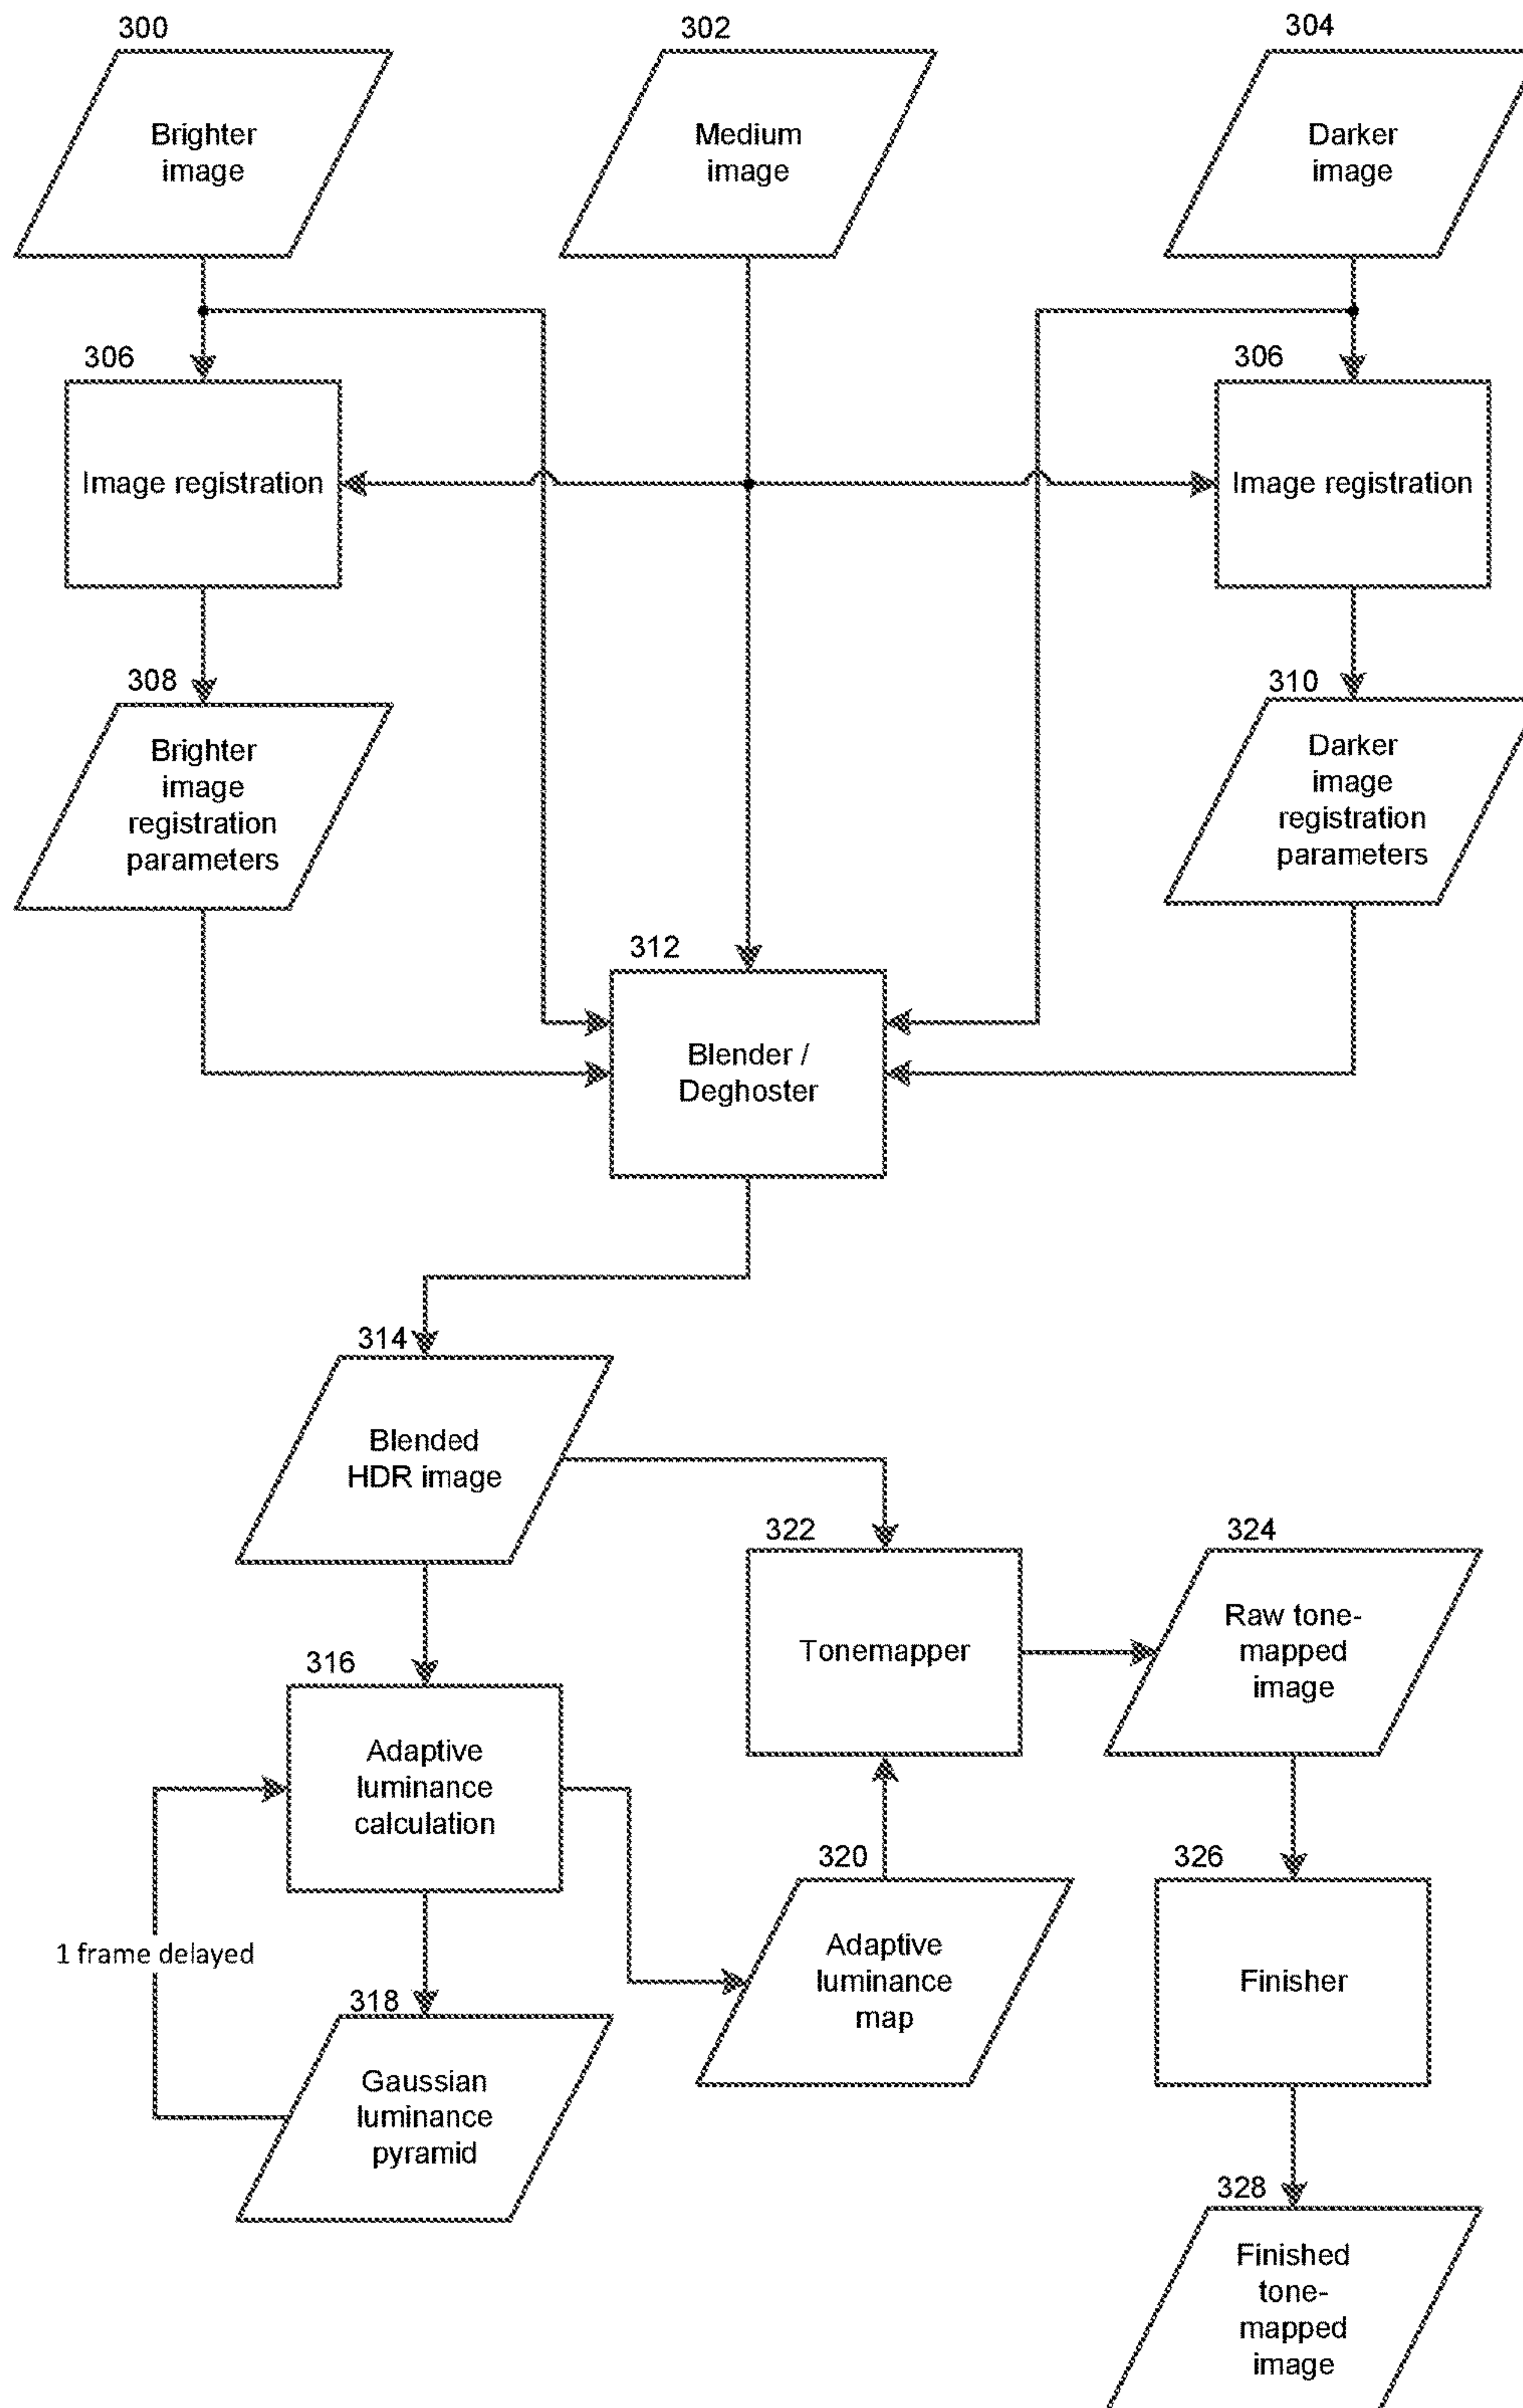 300
302
304
Brighter
image
Medium
image
Darker
image
306
306
Image registration
Image registration
308
310
Brighter
image
registration
parameters
Darker
image
registration
parameters
312
Blender /
Deghoster
314
Blended
HDR image
322
324
Tonemapper
Raw tone-
mapped
image
316
Adaptive
luminance
calculation
320
326
1 frame delayed
Adaptive
luminance
map
Finisher
318
Gaussian
luminance
pyramid
328
Finished
tone-
mapped
image